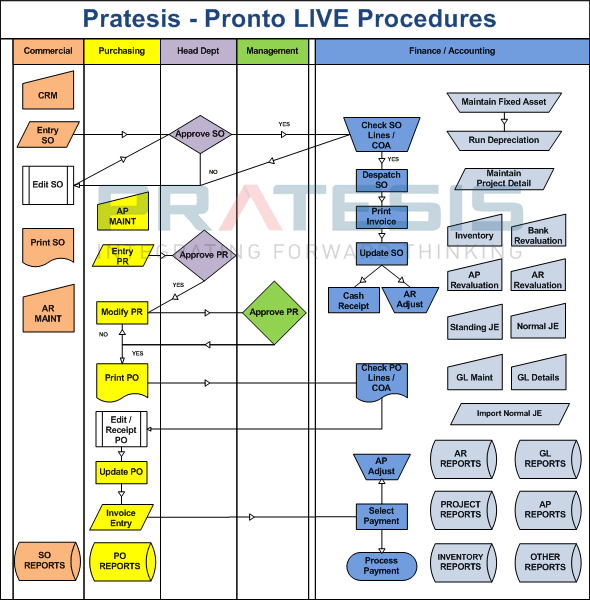 Pratesis - Pronto LIVE Procedures
Commercial
Purchasing
Head Dept
Management
Finance / Accounting
CRM
Entry
SO
Approve SO
YES
Check SO
Lines /
COA
YES
Maintain Fixed Asset
Run Depreciation
Edit SO
NO
Despatch
SO
Maintain
Project Detail
PRATESIS
INTEGRATING FORWARD THINKING
AP
MAINT
Print
Invoice
Print SO
Entry
PR
Approve PR
Update SO
Inventory
Bank
Revaluation
AP
Revaluation
AR
Revaluation
YES
Cash
Receipt
AR
Adjust
AR
MAINT
Modify PR
Approve PR
Standing JE
Normal JE
NO
YES
Print PO
Check PO
Lines /
COA
GL Maint
GL Details
Import Normal JE
Edit /
Receipt
PO
Update PO
AP
Adjust
AR
REPORTS
GL
REPORTS
Invoice
Entry
Select
Payment
PROJECT
REPORTS
AP
REPORTS
SO
REPORTS
PO
REPORTS
Process
Payment
INVENTORY
REPORTS
OTHER
REPORTS